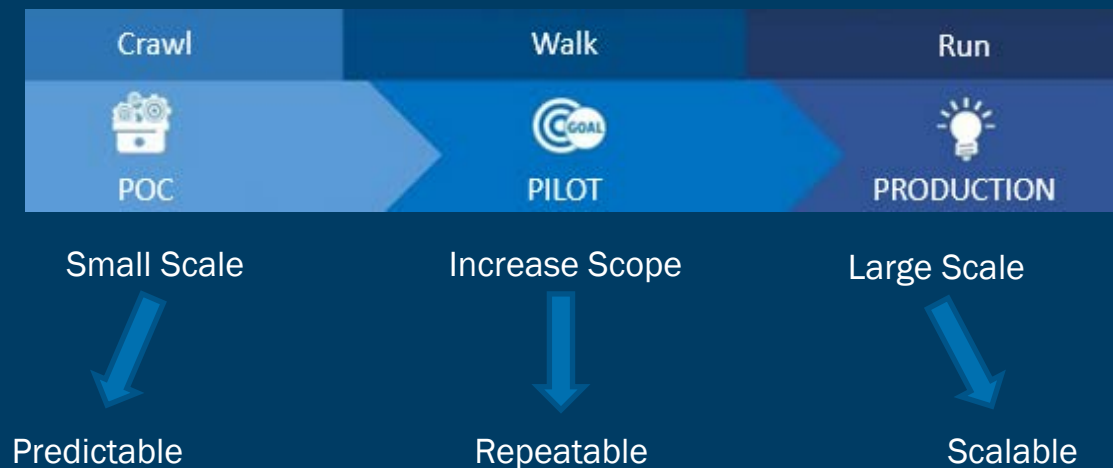 Crawl
Walk
Run
GOAL
POC
PILOT
PRODUCTION
Small Scale
Increase Scope
Large Scale
Predictable
Repeatable
Scalable